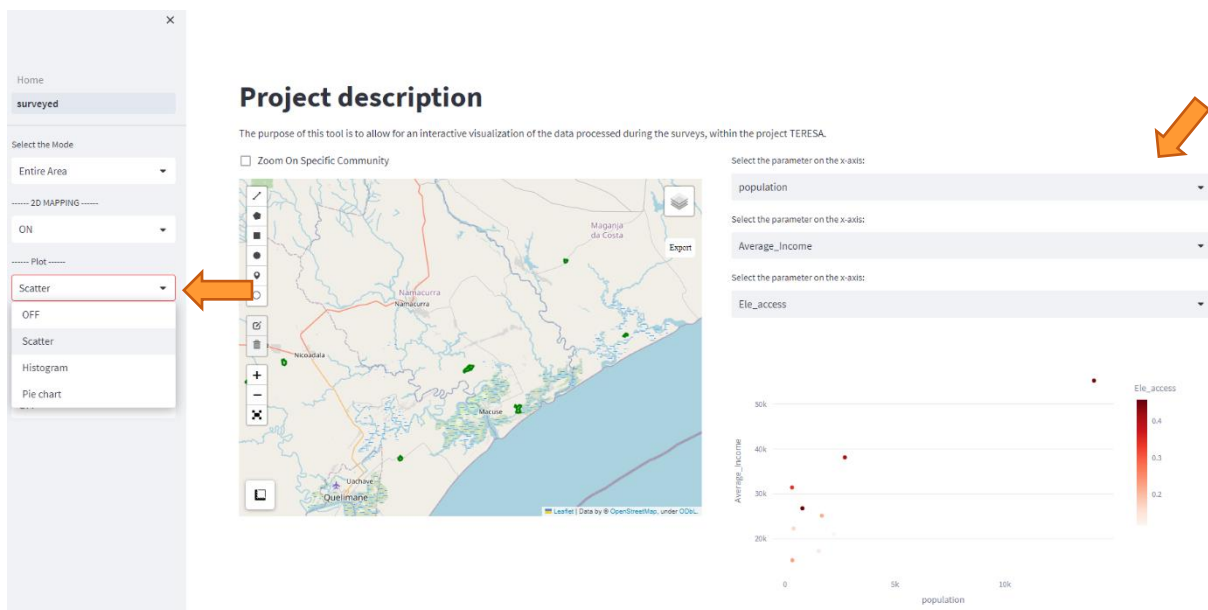 ×
Home
surveyed
Select the Mode
Entire Area
------ 2D MAPPING ------
ON
------ Plot ------
Scatter
OFF
Scatter
Histogram
Pie chart
Project description
The purpose of this tool is to allow for an interactive visualization of the data processed during the surveys, within the project TERESA.
Zoom On Specific Community
Maganja
da Costa
Export
Namacurra
Namacurra
Nicoadala
Macuse
Uachave
Quelimane
+
−
Leaflet | Data by © OpenStreetMap, under ODbL.
Select the parameter on the x-axis:
population
Select the parameter on the x-axis:
Average_Income
Select the parameter on the x-axis:
Ele_access
Ele_access
0.4
0.3
0.2
50k
40k
30k
20k
Average_Income
0
5k
10k
population